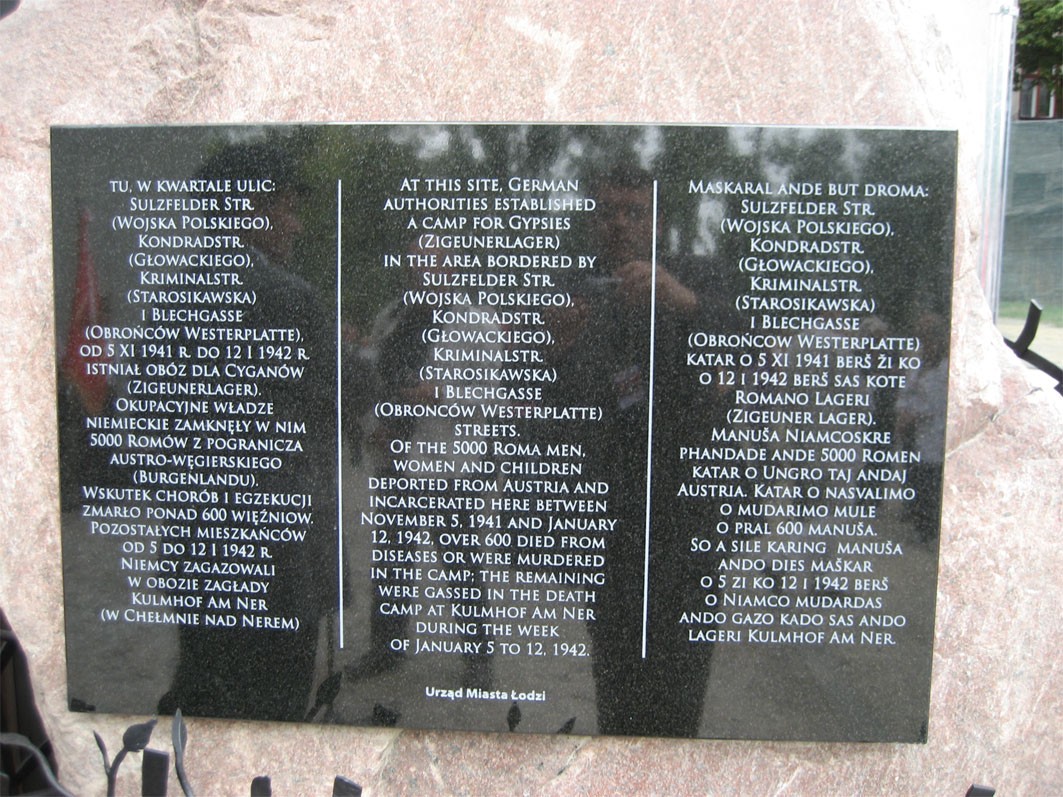 TU, W KWARTALE ULIC:
SULZFELDER STR.
(WOJSKA POLSKIEGO),
KONDRADSTR.
(GŁOWACKIEGO),
KRIMINALSTR.
(STAROSIKAWSKA)
I BLECHGASSE
(OBROŃCÓW WESTERPLATTE),
OD 5 XI 1941 R. DO 12 I 1942 R.
ISTNIAŁ OBÓZ DLA CYGANÓW
(ZIGEUNERLAGER).
OKUPACYJNE WŁADZE
NIEMIECKIE ZAMKNĘŁY W NIM
5000 ROMÓW Z POGRANICZA
AUSTRO-WĘGIERSKIEGO
(BURGENLANDU).
WSKUTEK CHORÓB I EGZEKUCJI
ZMARŁO PONAD 600 WIĘŹNIOW.
POZOSTAŁYCH MIESZKAŃCÓW
OD 5 DO 12 I 1942 R.
NIEMCY ZAGAZOWALI
W OBOZIE ZAGŁADY
KULMHOF AM NER
(W CHEŁMNIE NAD NEREM)
AT THIS SITE, GERMAN
AUTHORITIES ESTABLISHED
A CAMP FOR GYPSIES
(ZIGEUNERLAGER)
IN THE AREA BORDERED BY
SULZFELDER STR.
(WOJSKA POLSKIEGO),
KONDRADSTR.
(GŁOWACKIEGO),
KRIMINALSTR.
(STAROSIKAWSKA)
I BLECHGASSE
(OBRONCÓW WESTERPLATTE)
STREETS.
OF THE 5000 ROMA MEN,
WOMEN AND CHILDREN
DEPORTED FROM AUSTRIA AND
INCARCERATED HERE BETWEEN
NOVEMBER 5, 1941 AND JANUARY
12, 1942, OVER 600 DIED FROM
DISEASES OR WERE MURDERED
IN THE CAMP; THE REMAINING
WERE GASSED IN THE DEATH
CAMP AT KULMHOF AM NER
DURING THE WEEK
OF JANUARY 5 TO 12, 1942.
MASKARAL ANDE BUT DROMA:
SULZFELDER STR.
(WOJSKA POLSKIEGO),
KONDRADSTR.
(GŁOWACKIEGO),
KRIMINALSTR.
(STAROSIKAWSKA)
I BLECHGASSE
(OBROŃCOW WESTERPLATTE)
KATAR O 5 XI 1941 BERŠ ŽI KO
O 12 I 1942 BERŠ SAS KOTE
ROMANO LAGERI
(ZIGEUNER LAGER).
MANUŠA NIAMCOSKRE
PHANDADE ANDE 5000 ROMEN
KATAR O UNGRO TAJ ANDAJ
AUSTRIA. KATAR O NASVALIMO
O MUDARIMO MULE
O PRAL 600 MANUŠA.
SO A SILE KARING MANUŠA
ANDO DIES MAŠKAR
O 5 ZI KO 12 I 1942 BERŠ
O NIAMCO MUDARDAS
ANDO GAZO KADO SAS ANDO
LAGERI KULMHOF AM NER.
Urząd Miasta Łodzi